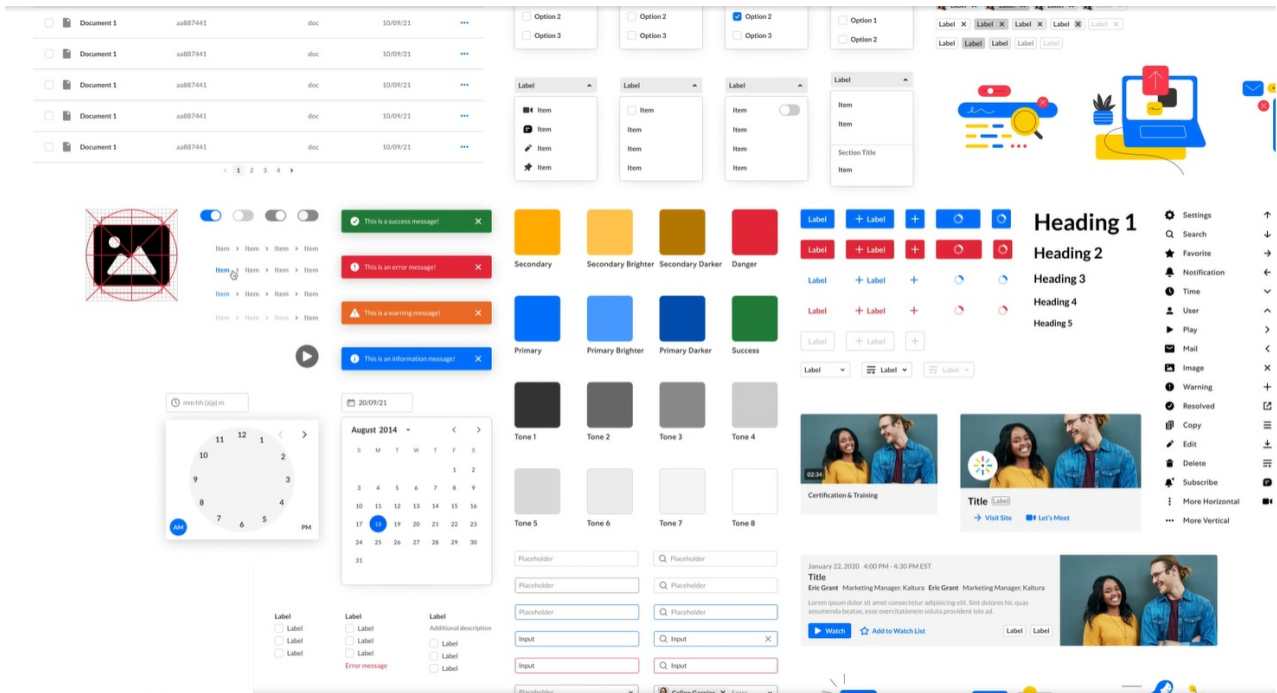 Document 1 aa887441 doc 10/09/21
Document 1 aa887441 doc 10/09/21
Document 1 aa887441 doc 10/09/21
Document 1 aa887441 doc 10/09/21
Document 1 aa887441 doc 10/09/21
1 2 3 4
Option 2
Option 3
Option 2
Option 3
Option 2
Option 3
Option 1
Option 2
Label Label Label Label Label
Label Label Label Label Label
Label
Item
Item
Item
Item
Label
Item
Item
Item
Item
Label
Item
Item
Item
Item
Label
Item
Item
Section Title
Item
Item > Item > Item > Item
Item > Item > Item > Item
Item > Item > Item > Item
Item > Item > Item > Item
This is a success message!
This is an error message!
This is a warning message!
This is an information message!
Secondary
Secondary Brighter
Secondary Darker
Danger
Primary
Primary Brighter
Primary Darker
Success
Tone 1
Tone 2
Tone 3
Tone 4
Tone 5
Tone 6
Tone 7
Tone 8
Label + Label +
Label + Label +
Label + Label +
Label + Label +
Label + Label +
Label Label Label
Heading 1
Heading 2
Heading 3
Heading 4
Heading 5
Settings
Search
Favorite
Notification
Time
User
Play
Mail
Image
Warning
Resolved
Copy
Edit
Delete
Subscribe
More Horizontal
More Vertical
mm:hh (a|p) m
11 12 1
10 2
9 3
8 4
7 6 5
AM PM
20/09/21
August 2014
S M T W T F S
1 2
3 4 5 6 7 8 9
10 11 12 13 14 15 16
17 18 19 20 21 22 23
24 25 26 27 28 29 30
31
02:34
Certification & Training
Title Label
Visit Site Let's Meet
January 22, 2020 4:00 PM - 4:30 PM EST
Title
Eric Grant Marketing Manager, Kaltura Eric Grant Marketing Manager, Kaltura
Lorem ipsum dolor sit amet consectetur adipisicing elit. Sint dolores hic quas
assumenda beatae, esse exercitationem soluta provident iste ad.
Watch Add to Watch List Label Label
Placeholder Placeholder
Placeholder Placeholder
Placeholder Placeholder
Input Input
Input Input
Placeholder
Label
Label
Label
Label
Label
Label
Label
Label
Error message
Label
Additional description
Label
Label
Label